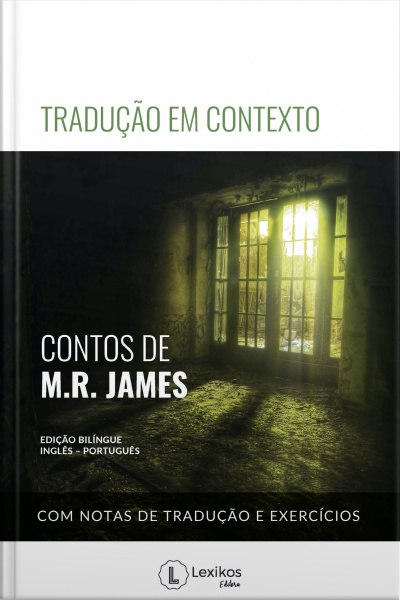 TRADUÇÃO EM CONTEXTO
CONTOS DE
M.R. JAMES
EDIÇÃO BILÍNGUE
INGLÊS – PORTUGUÊS
COM NOTAS DE TRADUÇÃO E EXERCÍCIOS
L Lexikos
Editora